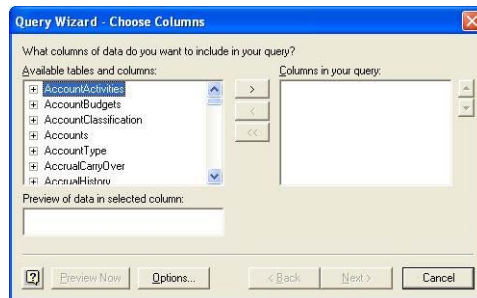 Query Wizard - Choose Columns
What columns of data do you want to include in your query?
Available tables and columns:
Columns in your query:
AccountActivities
AccountBudgets
AccountClassification
Accounts
AccountType
AccrualCarryOver
AccrualHistory
>
<
<<
Preview of data in selected column:
?
Preview Now
Options...
< Back
Next >
Cancel